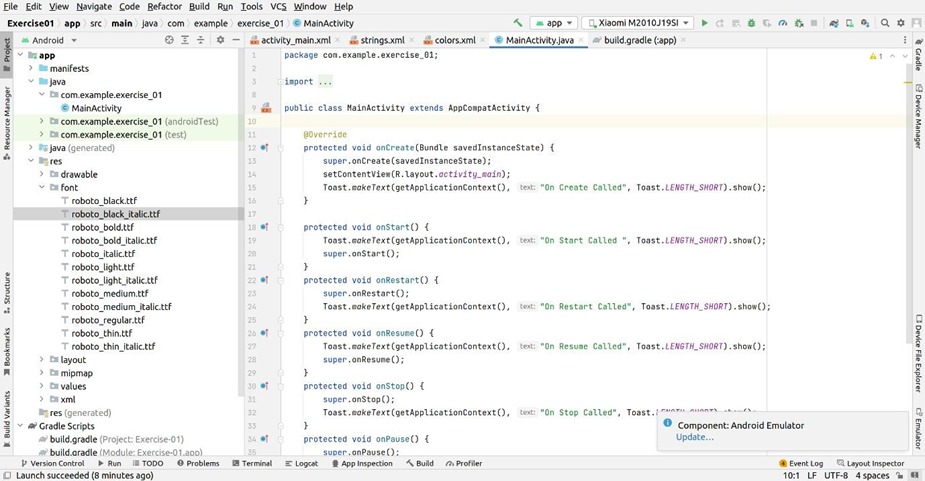 File Edit View Navigate Code Refactor Build Run Tools VCS Window Help
Exercise01 app src main java com example exercise_01 MainActivity app Xiaomi M2010J19SI
Project
Android
activity_main.xml strings.xml colors.xml MainActivity.java build.gradle (:app)
app
manifests
java
com.example.exercise_01
MainActivity
com.example.exercise_01 (androidTest)
com.example.exercise_01 (test)
java (generated)
res
drawable
font
roboto_black.ttf
roboto_black_italic.ttf
roboto_bold.ttf
roboto_bold_italic.ttf
roboto_italic.ttf
roboto_light.ttf
roboto_light_italic.ttf
roboto_medium.ttf
roboto_medium_italic.ttf
roboto_regular.ttf
roboto_thin.ttf
roboto_thin_italic.ttf
layout
mipmap
values
xml
res (generated)
Gradle Scripts
build.gradle (Project: Exercise-01)
build.gradle (Module: Exercise-01.app)
Resource Manager
Structure
Bookmarks
Build Variants
1 package com.example.exercise_01;
2
3 import ...
8
9 public class MainActivity extends AppCompatActivity {
10
11 @Override
12 protected void onCreate(Bundle savedInstanceState) {
13 super.onCreate(savedInstanceState);
14 setContentView(R.layout.activity_main);
15 Toast.makeText(getApplicationContext(), text: "On Create Called", Toast.LENGTH_SHORT).show();
16 }
17
18 protected void onStart() {
19 Toast.makeText(getApplicationContext(), text: "On Start Called ", Toast.LENGTH_SHORT).show();
20 super.onStart();
21 }
22 protected void onRestart() {
23 super.onRestart();
24 Toast.makeText(getApplicationContext(), text: "On Restart Called", Toast.LENGTH_SHORT).show();
25 }
26 protected void onResume() {
27 Toast.makeText(getApplicationContext(), text: "On Resume Called", Toast.LENGTH_SHORT).show();
28 super.onResume();
29 }
30 protected void onStop() {
31 super.onStop();
32 Toast.makeText(getApplicationContext(), text: "On Stop Called", Toast.
33 }
34 protected void onPause() {
35 super.onPause();
1
Gradle
Device Manager
Device File Explorer
Emulator
Component: Android Emulator
Update...
Version Control Run TODO Problems Terminal Logcat App Inspection Build Profiler Event Log Layout Inspector
Launch succeeded (8 minutes ago) 10:1 LF UTF-8 4 spaces